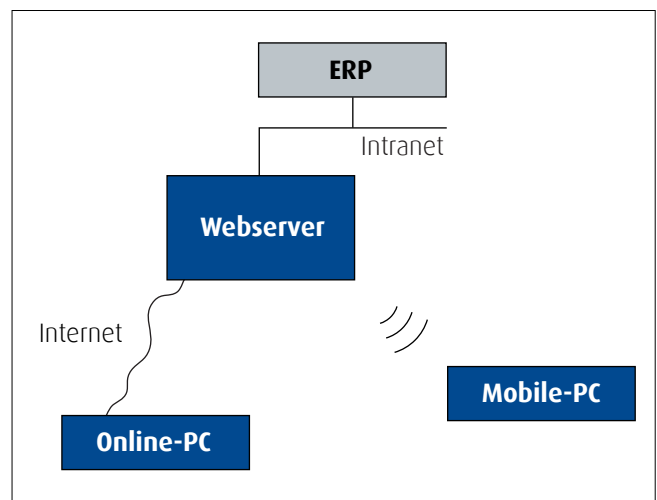 ERP
Intranet
Webserver
Internet
Mobile-PC
Online-PC